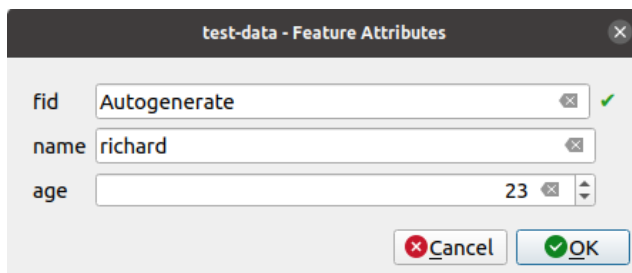 test-data - Feature Attributes
fid Autogenerate
name richard
age 23
Cancel OK